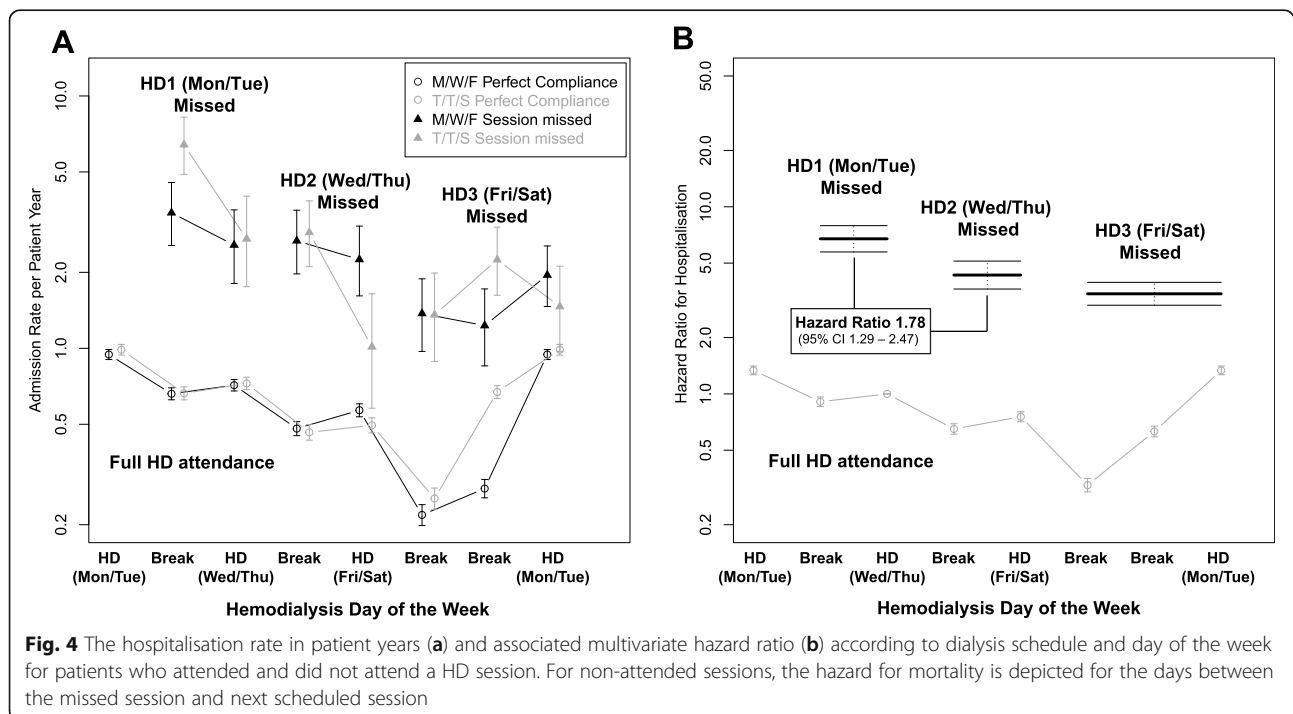 A
HD1 (Mon/Tue)
Missed
M/W/F Perfect Compliance
T/T/S Perfect Compliance
M/W/F Session missed
T/T/S Session missed
HD2 (Wed/Thu)
Missed
HD3 (Fri/Sat)
Missed
Full HD attendance
Admission Rate per Patient Year
10.0
5.0
2.0
1.0
0.5
0.2
HD
(Mon/Tue)
Break
HD
(Wed/Thu)
Break
HD
(Fri/Sat)
Break
Break
HD
(Mon/Tue)
Hemodialysis Day of the Week
B
HD1 (Mon/Tue)
Missed
HD2 (Wed/Thu)
Missed
HD3 (Fri/Sat)
Missed
Hazard Ratio 1.78
(95% CI 1.29 – 2.47)
Full HD attendance
Hazard Ratio for Hospitalisation
50.0
20.0
10.0
5.0
2.0
1.0
0.5
0.2
HD
(Mon/Tue)
Break
HD
(Wed/Thu)
Break
HD
(Fri/Sat)
Break
Break
HD
(Mon/Tue)
Hemodialysis Day of the Week
Fig. 4 The hospitalisation rate in patient years (a) and associated multivariate hazard ratio (b) according to dialysis schedule and day of the week
for patients who attended and did not attend a HD session. For non-attended sessions, the hazard for mortality is depicted for the days between
the missed session and next scheduled session